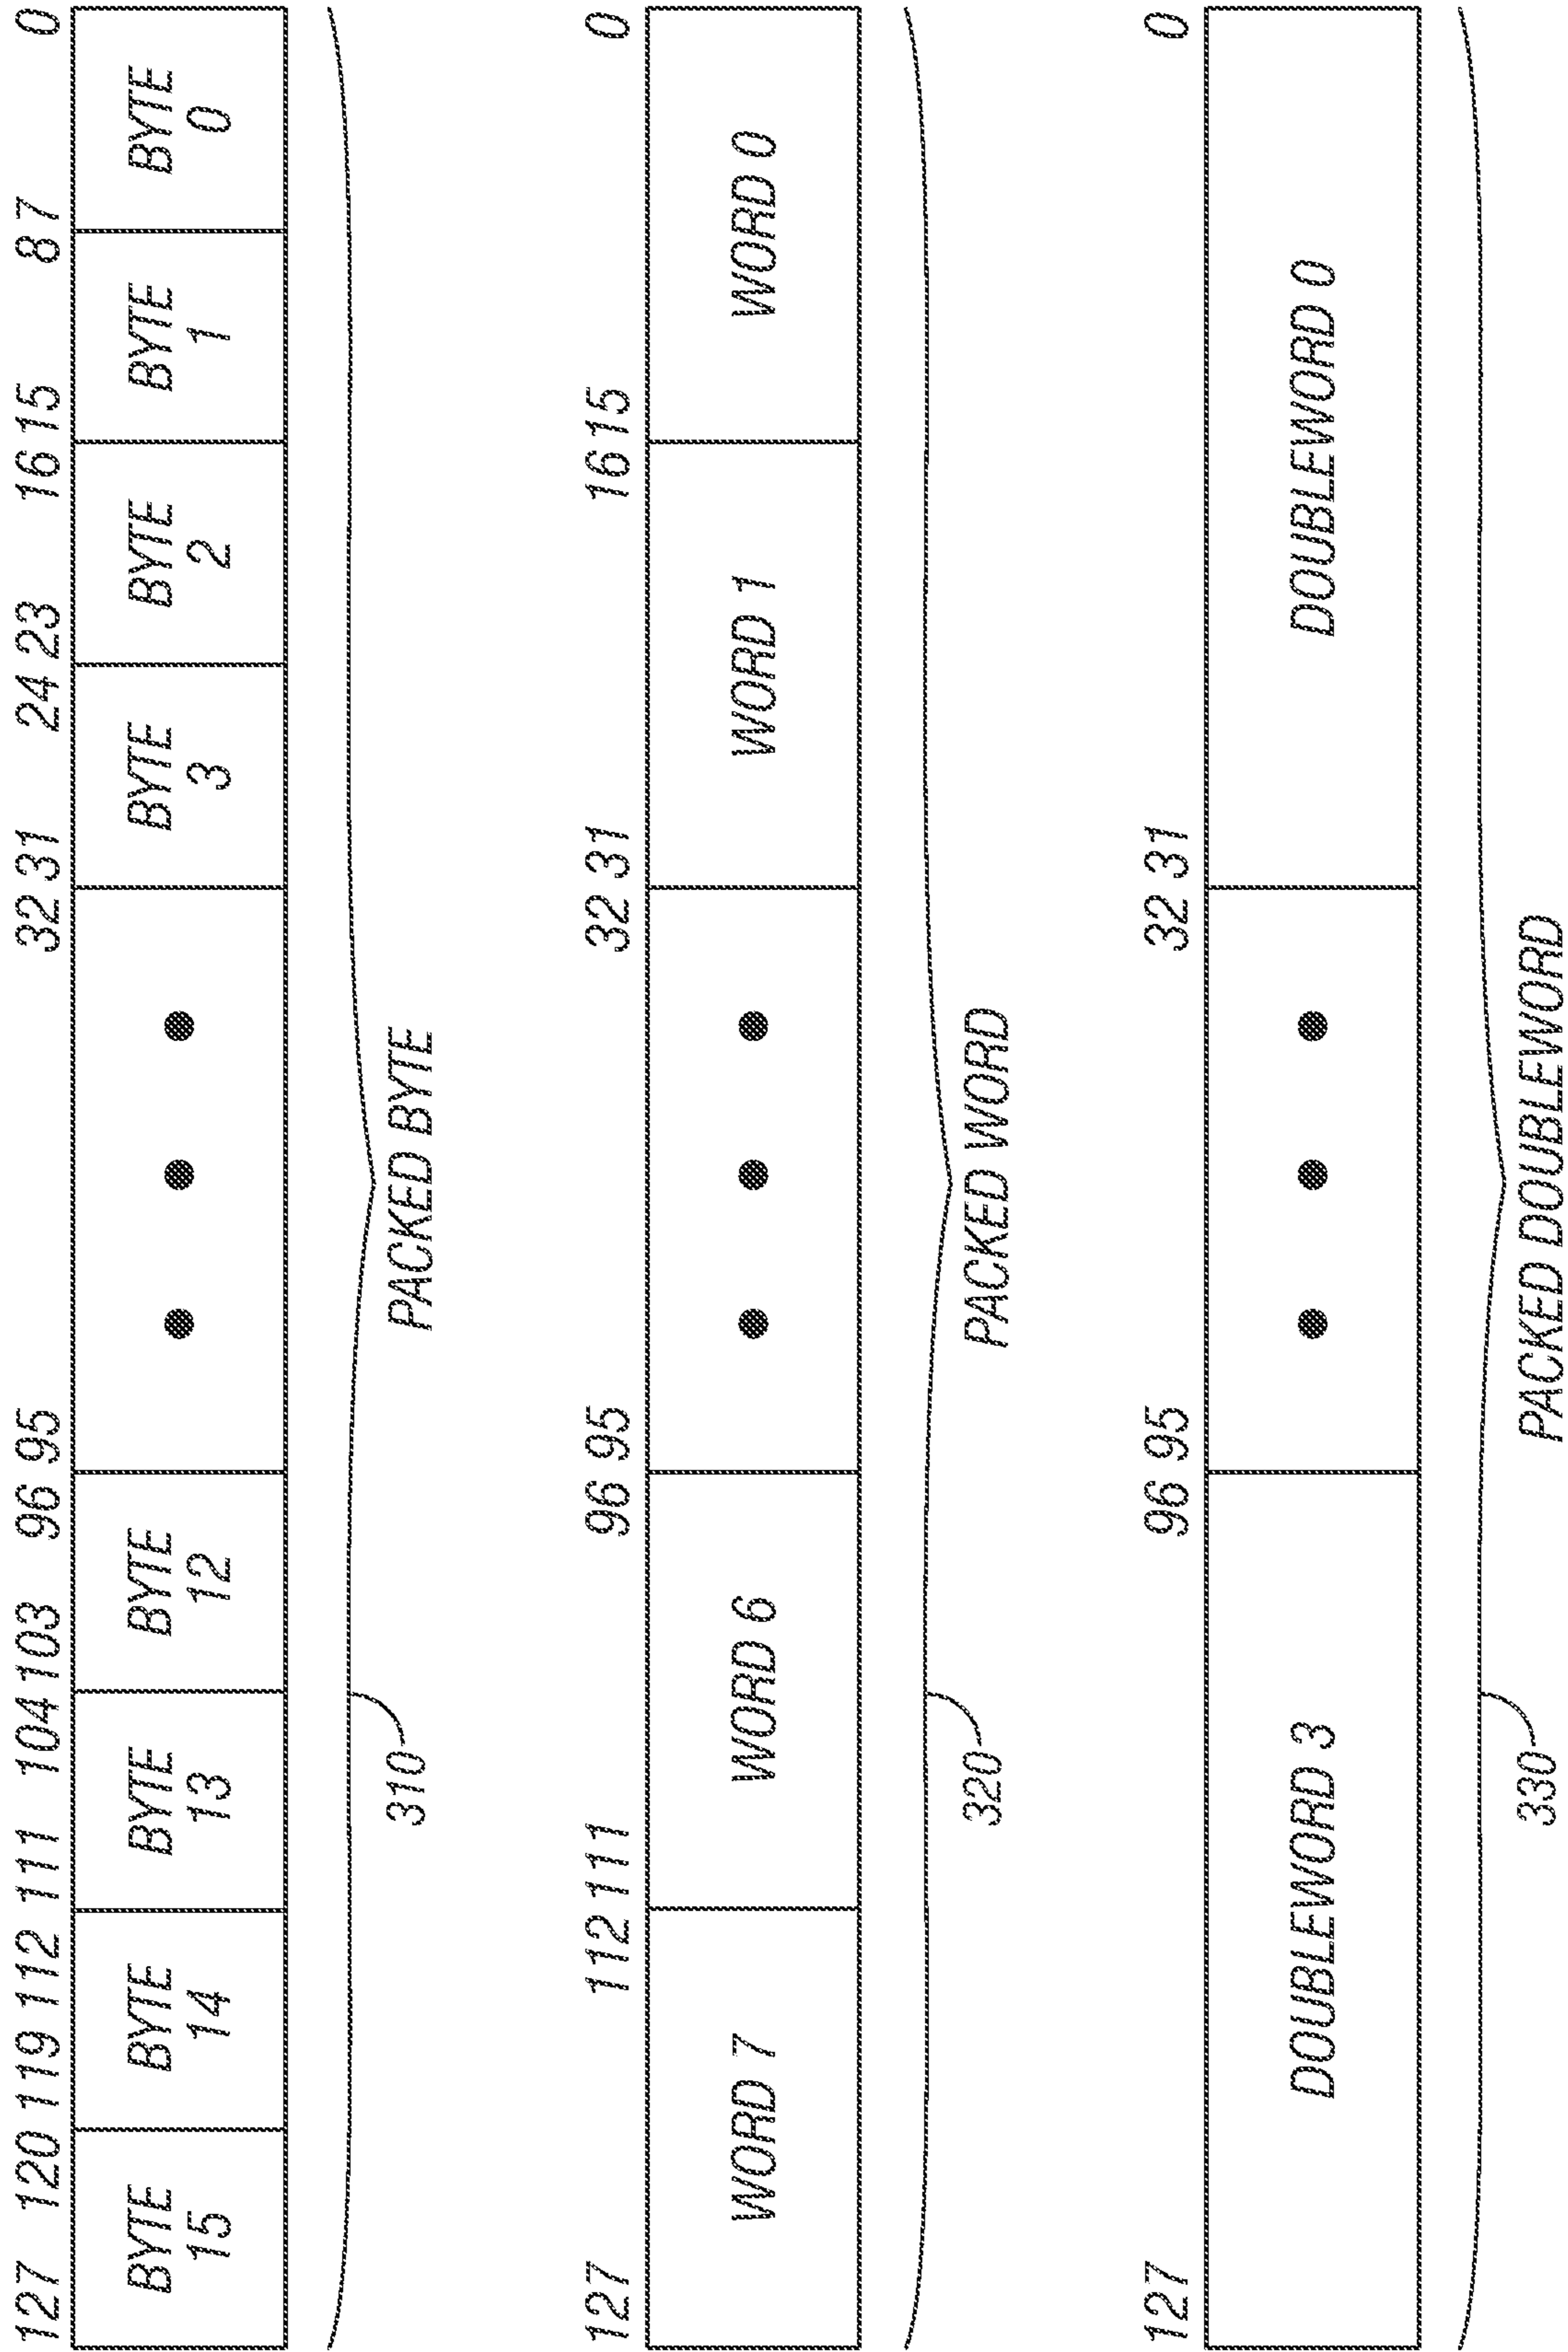 127 120 119 112 111 104 103 96 95 32 31 24 23 16 15 8 7 0
BYTE 15
BYTE 14
BYTE 13
BYTE 12
BYTE 3
BYTE 2
BYTE 1
BYTE 0
310
PACKED BYTE
127 112 111 96 95 32 31 16 15 0
WORD 7
WORD 6
WORD 1
WORD 0
320
PACKED WORD
127 96 95 32 31 0
DOUBLEWORD 3
DOUBLEWORD 0
330
PACKED DOUBLEWORD